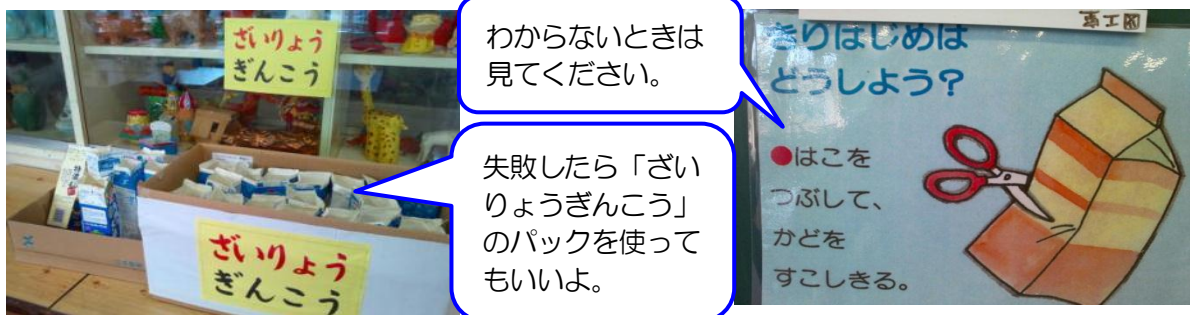 ざいりょう
ぎんこう
ざいりょう
ぎんこう
わからないときは
見てください。
失敗したら「ざい
りょうぎんこう」
のパックを使って
もいいよ。
図工室
きりはじめは
どうしよう?
●はこを
つぶして、
かどを
すこしきる。